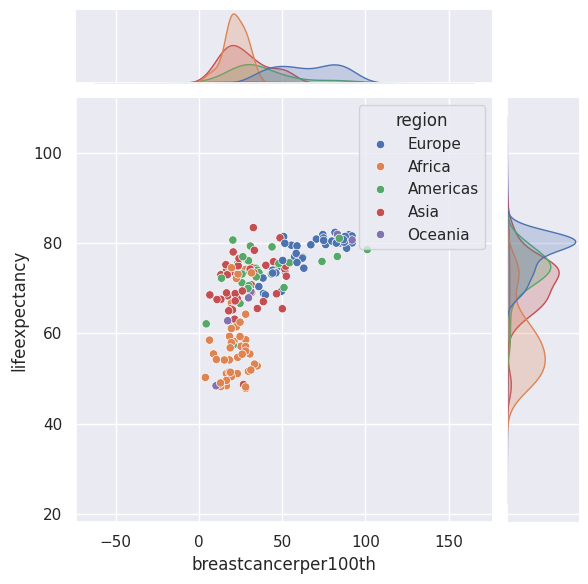 region
Europe
Africa
Americas
Asia
Oceania
100
80
60
40
20
lifeexpectancy
−50 0 50 100 150
breastcancerper100th